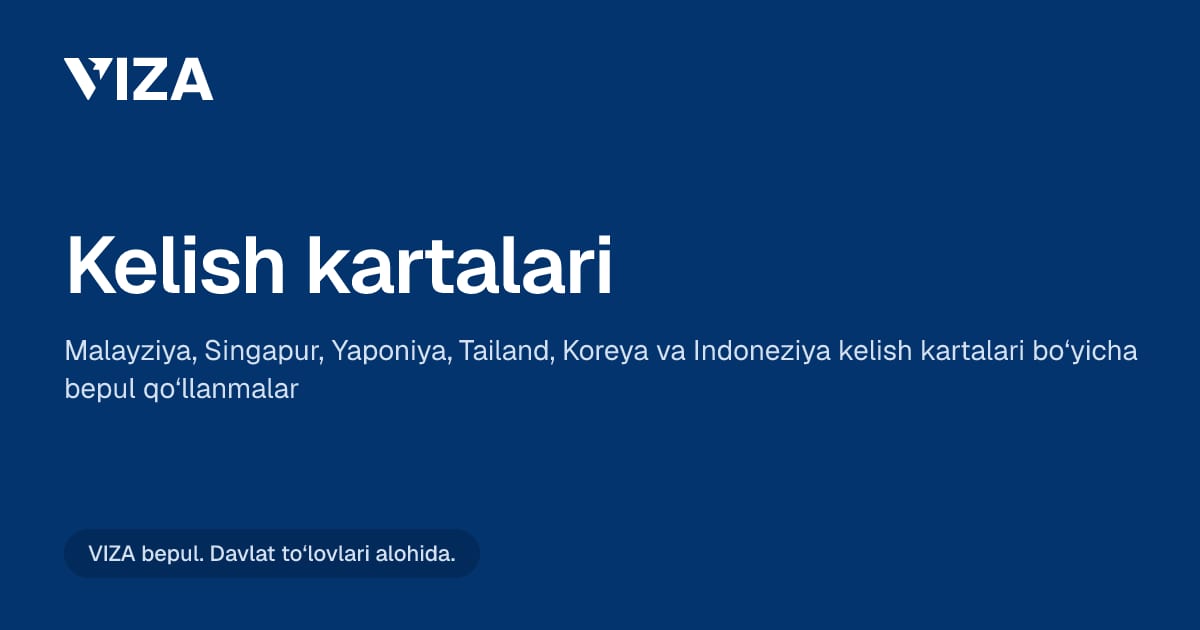 VIZA
Kelish kartalari
Malayziya, Singapur, Yaponiya, Tailand, Koreya va Indoneziya kelish kartalari bo‘yicha
bepul qo‘llanmalar
VIZA bepul. Davlat to‘lovlari alohida.